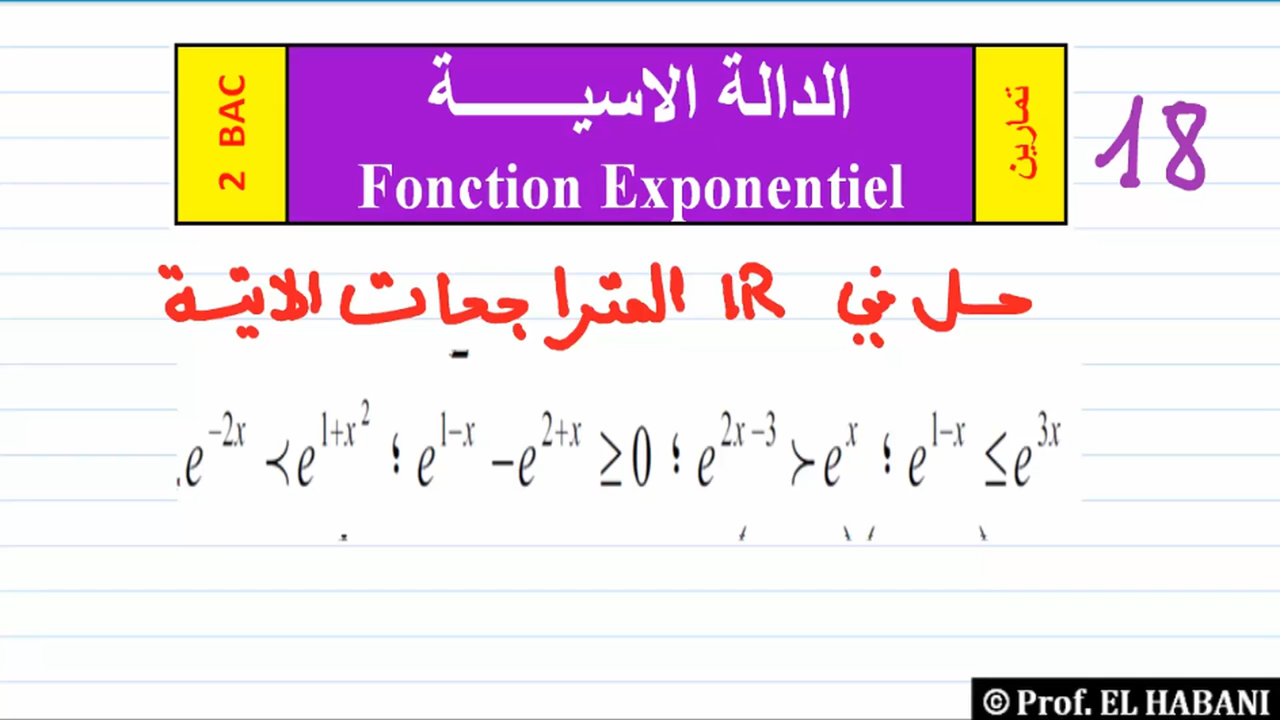 2 BAC
الدالة الاسيـــــة
Fonction Exponentiel
تمارين
18
حل في IR المتراجحات الاتية
.e^{-2x} ≺ e^{1+x^2} ؛ e^{1-x} - e^{2+x} ≥ 0 ؛ e^{2x-3} ≻ e^x ؛ e^{1-x} ≤ e^{3x}
© Prof. EL HABANI